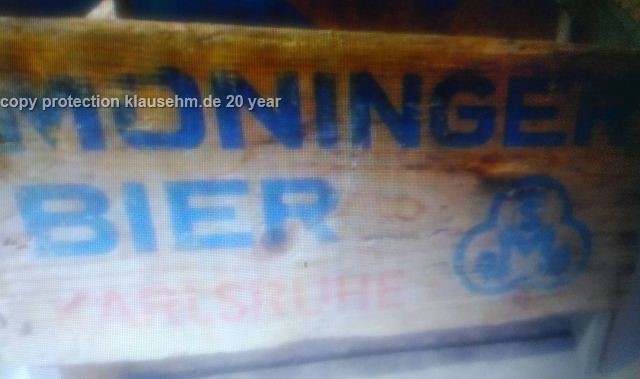 copy protection klausehm.de 20 year
MONINGER
BIER
KARLSRUHE